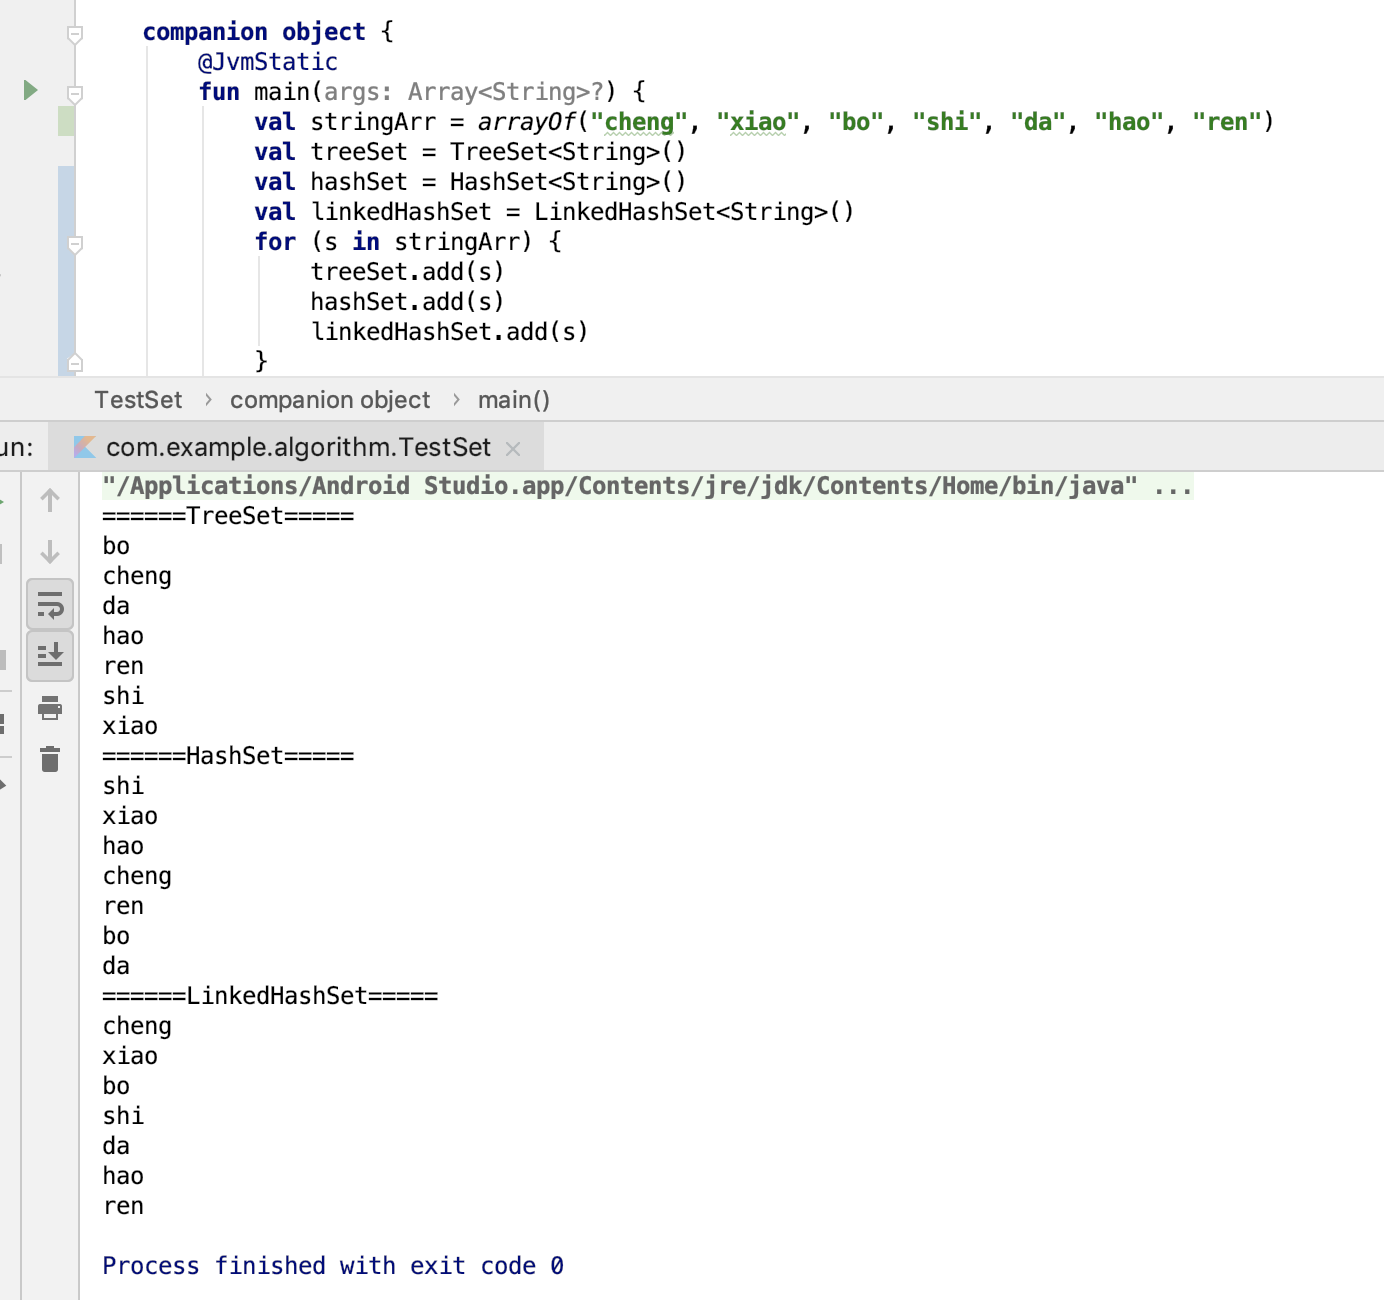 companion object {
@JvmStatic
fun main(args: Array<String>?) {
val stringArr = arrayOf("cheng", "xiao", "bo", "shi", "da", "hao", "ren")
val treeSet = TreeSet<String>()
val hashSet = HashSet<String>()
val linkedHashSet = LinkedHashSet<String>()
for (s in stringArr) {
treeSet.add(s)
hashSet.add(s)
linkedHashSet.add(s)
}
TestSet › companion object › main()
un: com.example.algorithm.TestSet ×
"/Applications/Android Studio.app/Contents/jre/jdk/Contents/Home/bin/java" ...
======TreeSet=====
bo
cheng
da
hao
ren
shi
xiao
======HashSet=====
shi
xiao
hao
cheng
ren
bo
da
======LinkedHashSet=====
cheng
xiao
bo
shi
da
hao
ren
Process finished with exit code 0